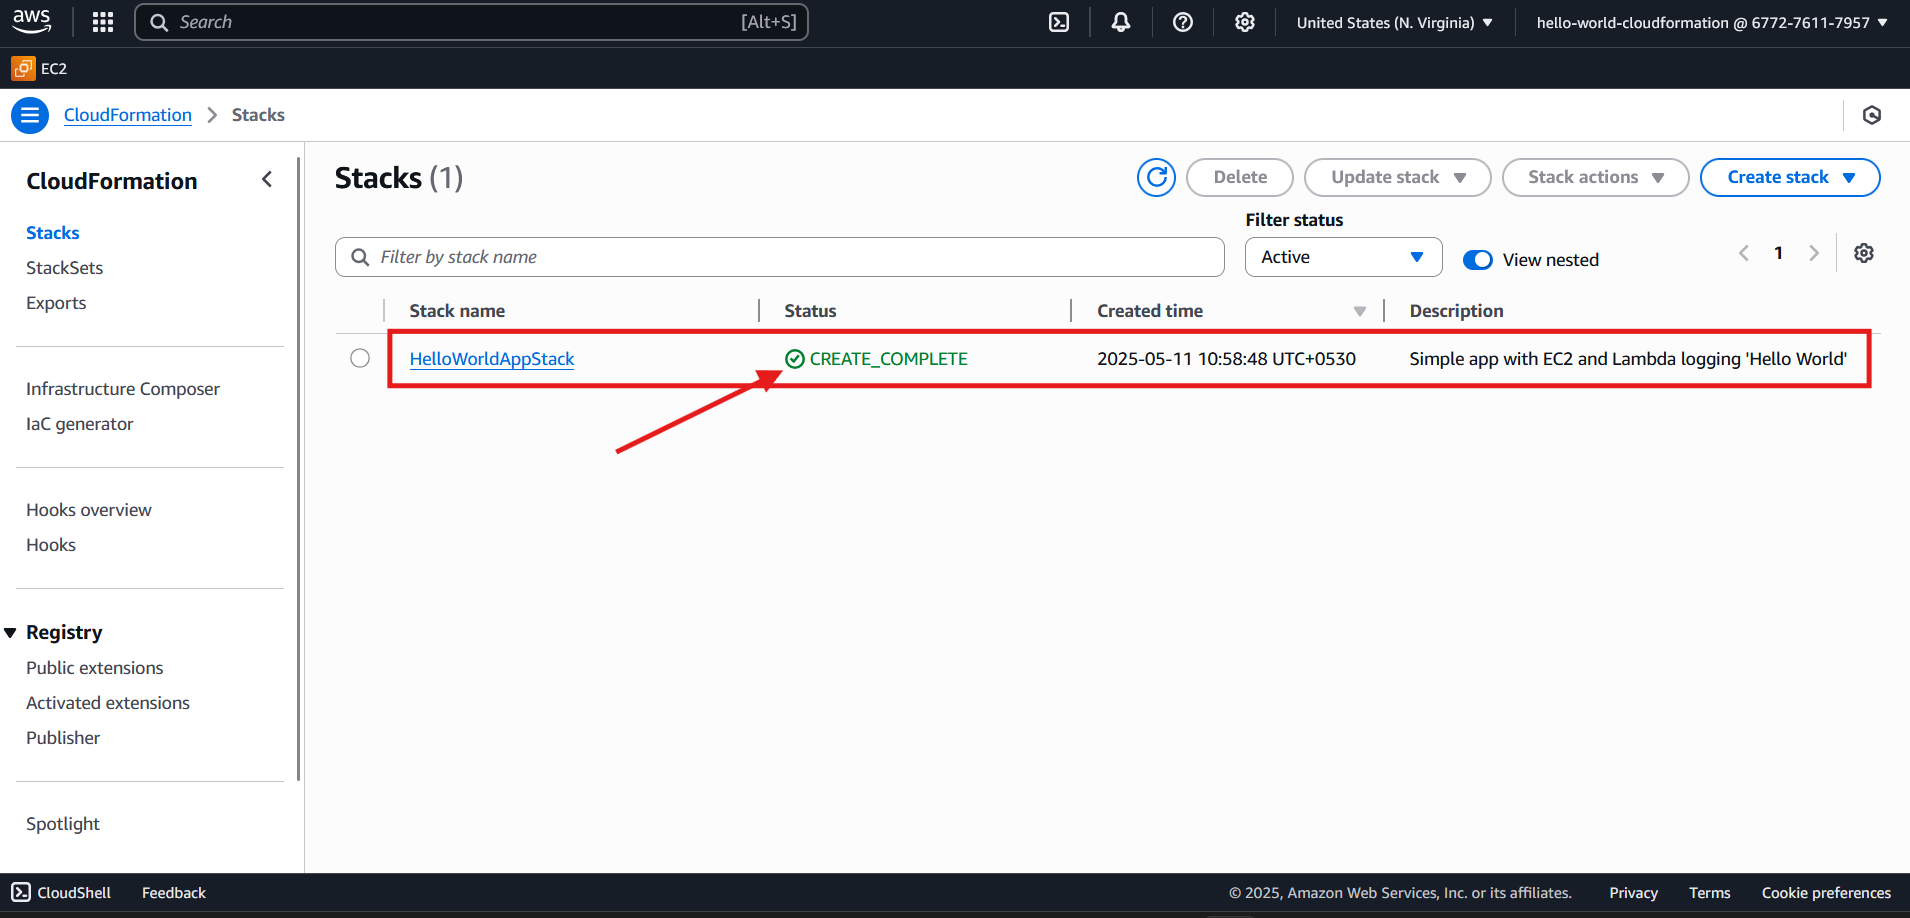 aws
Search [Alt+S]
United States (N. Virginia)
hello-world-cloudformation @ 6772-7611-7957
EC2
CloudFormation > Stacks
CloudFormation
Stacks
StackSets
Exports
Infrastructure Composer
IaC generator
Hooks overview
Hooks
Registry
Public extensions
Activated extensions
Publisher
Spotlight
Stacks (1)
Delete
Update stack
Stack actions
Create stack
Filter status
Filter by stack name
Active
View nested
1
Stack name Status Created time Description
HelloWorldAppStack CREATE_COMPLETE 2025-05-11 10:58:48 UTC+0530 Simple app with EC2 and Lambda logging 'Hello World'
CloudShell Feedback © 2025, Amazon Web Services, Inc. or its affiliates. Privacy Terms Cookie preferences